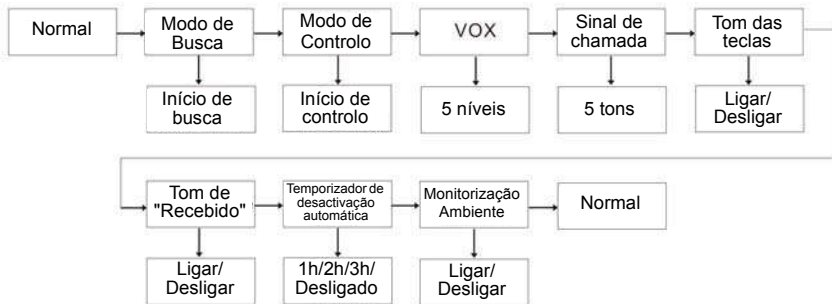 Normal
Modo de
Busca
Modo de
Controlo
VOX
Sinal de
chamada
Tom das
teclas
Início de
busca
Início de
controlo
5 níveis
5 tons
Ligar/
Desligar
Tom de
"Recebido"
Temporizador de
desactivação
automática
Monitorização
Ambiente
Normal
Ligar/
Desligar
1h/2h/3h/
Desligado
Ligar/
Desligar